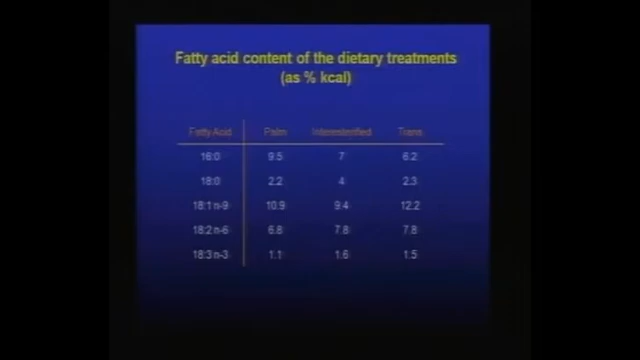 Fatty acid content of the dietary treatments
(as % kcal)
Fatty Acid Palm Interesterified Trans
16:0 9.5 7 6.2
18:0 2.2 4 2.3
18:1 n-9 10.9 9.4 12.2
18:2 n-6 6.8 7.8 7.8
18:3 n-3 1.1 1.6 1.5